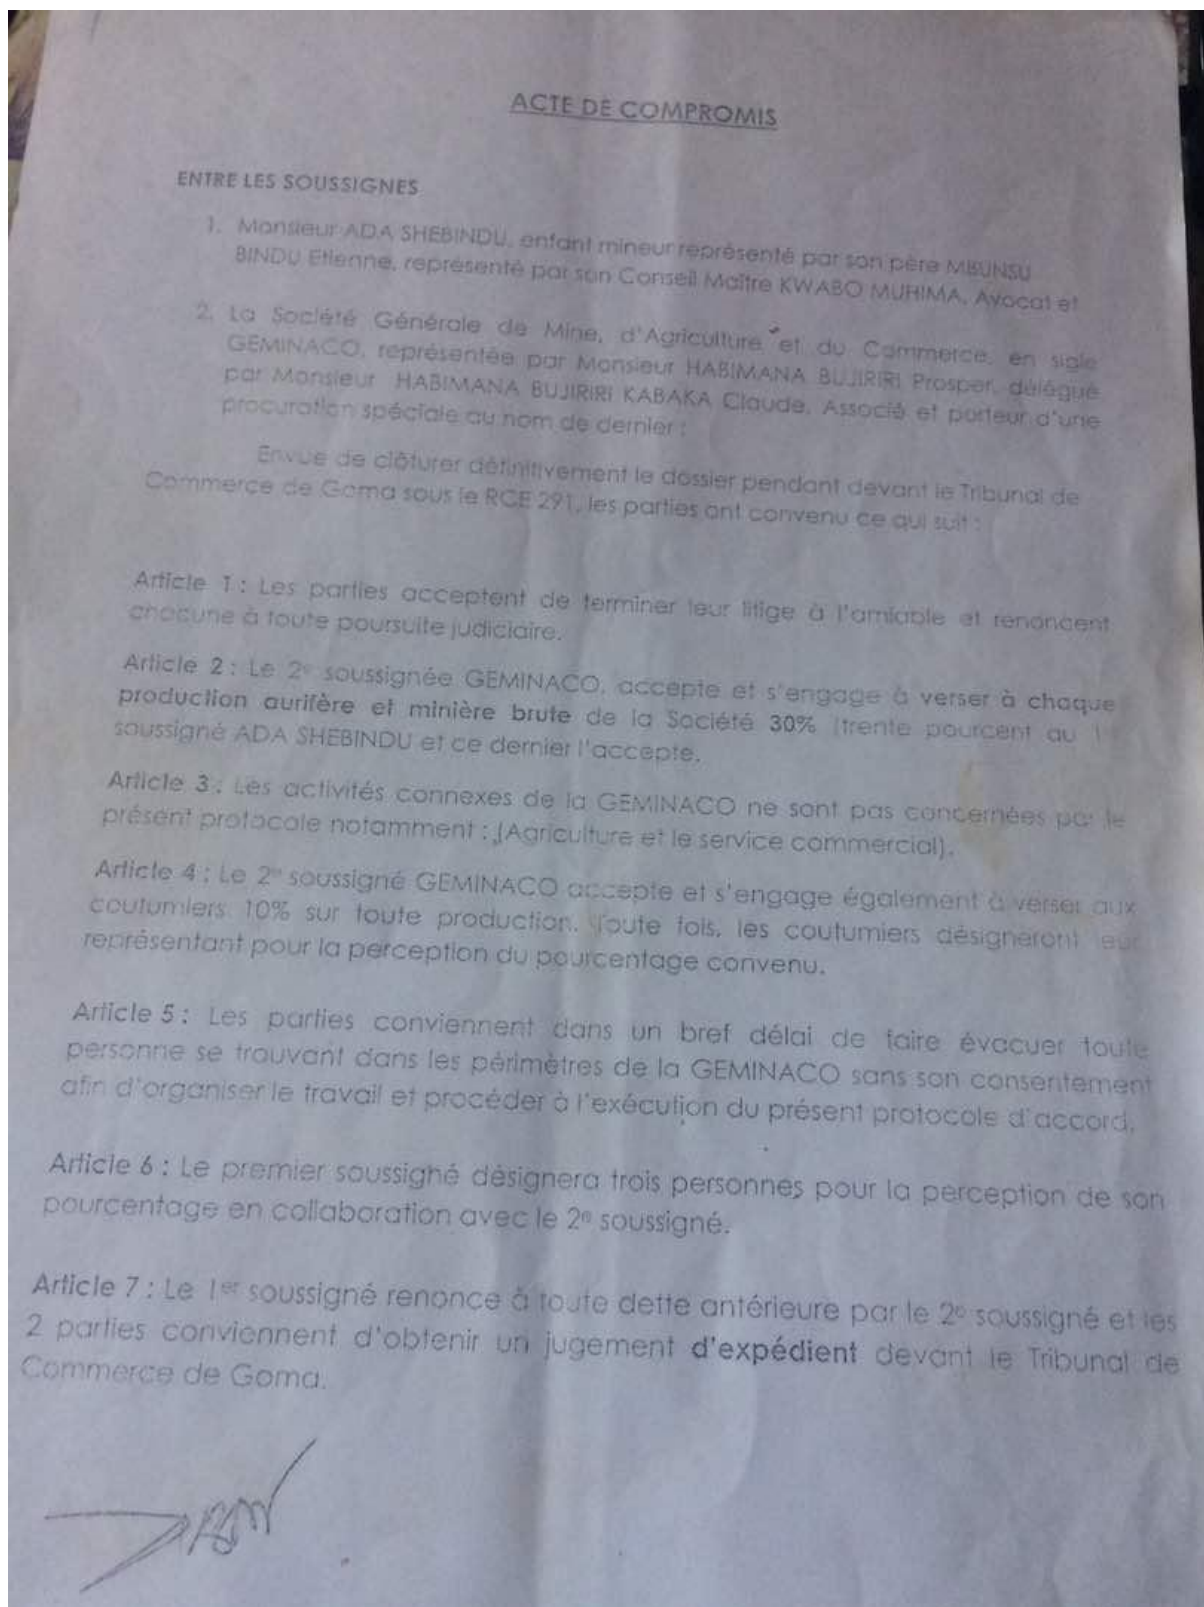 ACTE DE COMPROMIS
ENTRE LES SOUSSIGNES
1. Monsieur ADA SHEBINDU, enfant mineur représenté par son père MBUNSU
BINDU Etienne, représenté par son Conseil Maître KWABO MUHIMA, Avocat et
2. La Société Générale de Mine, d'Agriculture et du Commerce, en sigle
GEMINACO, représentée par Monsieur HABIMANA BUJIRIRI Prosper, délégué
par Monsieur HABIMANA BUJIRIRI KABAKA Claude, Associé et porteur d'une
procuration spéciale au nom de dernier ;
Envue de clôturer définitivement le dossier pendant devant le Tribunal de
Commerce de Goma sous le RCE 291, les parties ont convenu ce qui suit :
Article 1 : Les parties acceptent de terminer leur litige à l'amiable et renoncent
chacune à toute poursuite judiciaire.
Article 2 : Le 2e soussignée GEMINACO, accepte et s'engage à verser à chaque
production aurifère et minière brute de la Société 30% (trente pourcent au 1
soussigné ADA SHEBINDU et ce dernier l'accepte.
Article 3 : Les activités connexes de la GEMINACO ne sont pas concernées par le
présent protocole notamment : (Agriculture et le service commercial).
Article 4 : Le 2e soussigné GEMINACO accepte et s'engage également à verser aux
coutumiers 10% sur toute production. Toute fois, les coutumiers désigneront leur
représentant pour la perception du pourcentage convenu.
Article 5 : Les parties conviennent dans un bref délai de faire évacuer toute
personne se trouvant dans les périmètres de la GEMINACO sans son consentement
afin d'organiser le travail et procéder à l'exécution du présent protocole d'accord.
Article 6 : Le premier soussigné désignera trois personnes pour la perception de son
pourcentage en collaboration avec le 2e soussigné.
Article 7 : Le 1er soussigné renonce à toute dette antérieure par le 2e soussigné et les
2 parties conviennent d'obtenir un jugement d'expédient devant le Tribunal de
Commerce de Goma.